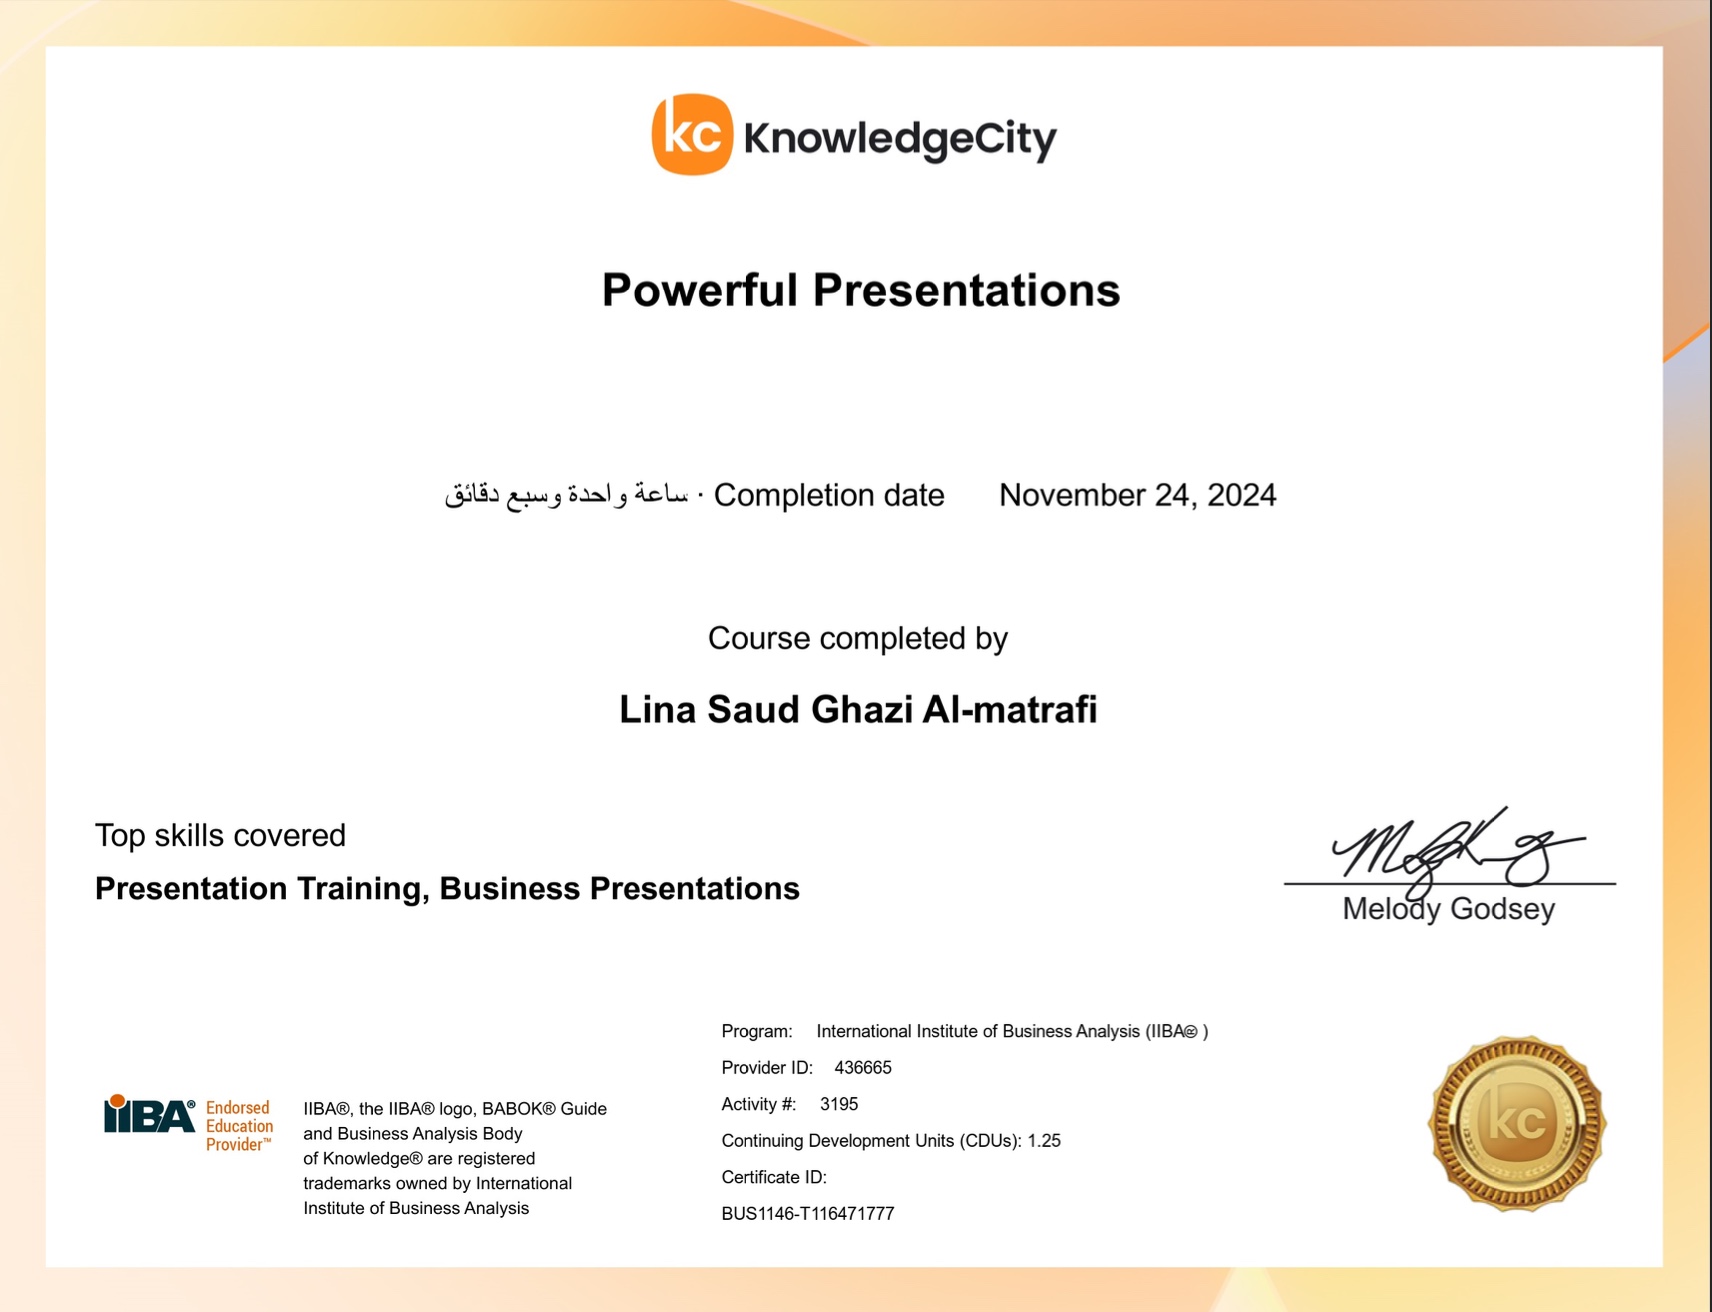 kc KnowledgeCity
Powerful Presentations
ساعة واحدة وسبع دقائق · Completion date November 24, 2024
Course completed by
Lina Saud Ghazi Al-matrafi
Top skills covered
Presentation Training, Business Presentations
Melody Godsey
Program: International Institute of Business Analysis (IIBA® )
Provider ID: 436665
Activity #: 3195
Continuing Development Units (CDUs): 1.25
Certificate ID:
BUS1146-T116471777
IIBA® Endorsed
Education
Provider™
IIBA®, the IIBA® logo, BABOK® Guide
and Business Analysis Body
of Knowledge® are registered
trademarks owned by International
Institute of Business Analysis
kc